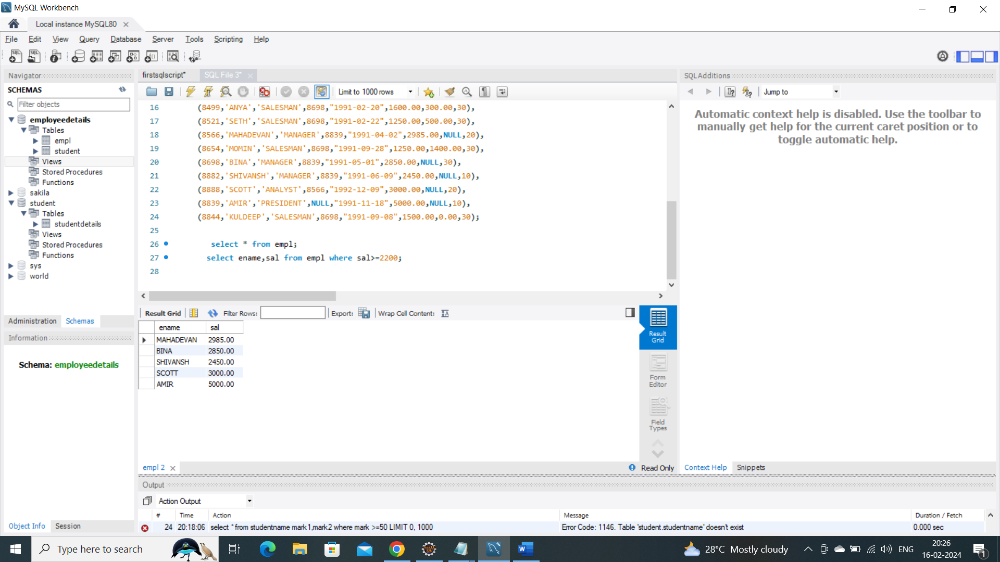 MySQL Workbench
Local instance MySQL80
File Edit View Query Database Server Tools Scripting Help
Navigator
SCHEMAS
Filter objects
employeedetails
Tables
empl
student
Views
Stored Procedures
Functions
sakila
student
Tables
studentdetails
Views
Stored Procedures
Functions
sys
world
Administration Schemas
Information
Schema: employeedetails
Object Info Session
firstsqlscript* SQL File 3*
Limit to 1000 rows
16 (8499,'ANYA','SALESMAN',8698,"1991-02-20",1600.00,300.00,30),
17 (8521,'SETH','SALESMAN',8698,"1991-02-22",1250.00,500.00,30),
18 (8566,'MAHADEVAN','MANAGER',8839,"1991-04-02",2985.00,NULL,20),
19 (8654,'MOMIN','SALESMAN',8698,"1991-09-28",1250.00,1400.00,30),
20 (8698,'BINA','MANAGER',8839,"1991-05-01",2850.00,NULL,30),
21 (8882,'SHIVANSH','MANAGER',8839,"1991-06-09",2450.00,NULL,10),
22 (8888,'SCOTT','ANALYST',8566,"1992-12-09",3000.00,NULL,20),
23 (8839,'AMIR','PRESIDENT',NULL,"1991-11-18",5000.00,NULL,10),
24 (8844,'KULDEEP','SALESMAN',8698,"1991-09-08",1500.00,0.00,30);
25
26 select * from empl;
27 select ename,sal from empl where sal>=2200;
28
Result Grid Filter Rows: Export: Wrap Cell Content:
ename sal
MAHADEVAN 2985.00
BINA 2850.00
SHIVANSH 2450.00
SCOTT 3000.00
AMIR 5000.00
Result Grid
Form Editor
Field Types
empl 2
Read Only
SQLAdditions
Jump to
Automatic context help is disabled. Use the toolbar to
manually get help for the current caret position or to
toggle automatic help.
Context Help Snippets
Output
Action Output
# Time Action Message Duration / Fetch
24 20:18:06 select * from studentname mark1,mark2 where mark >=50 LIMIT 0, 1000 Error Code: 1146. Table 'student.studentname' doesn't exist 0.000 sec
Type here to search
28°C Mostly cloudy
ENG
20:26
16-02-2024
1